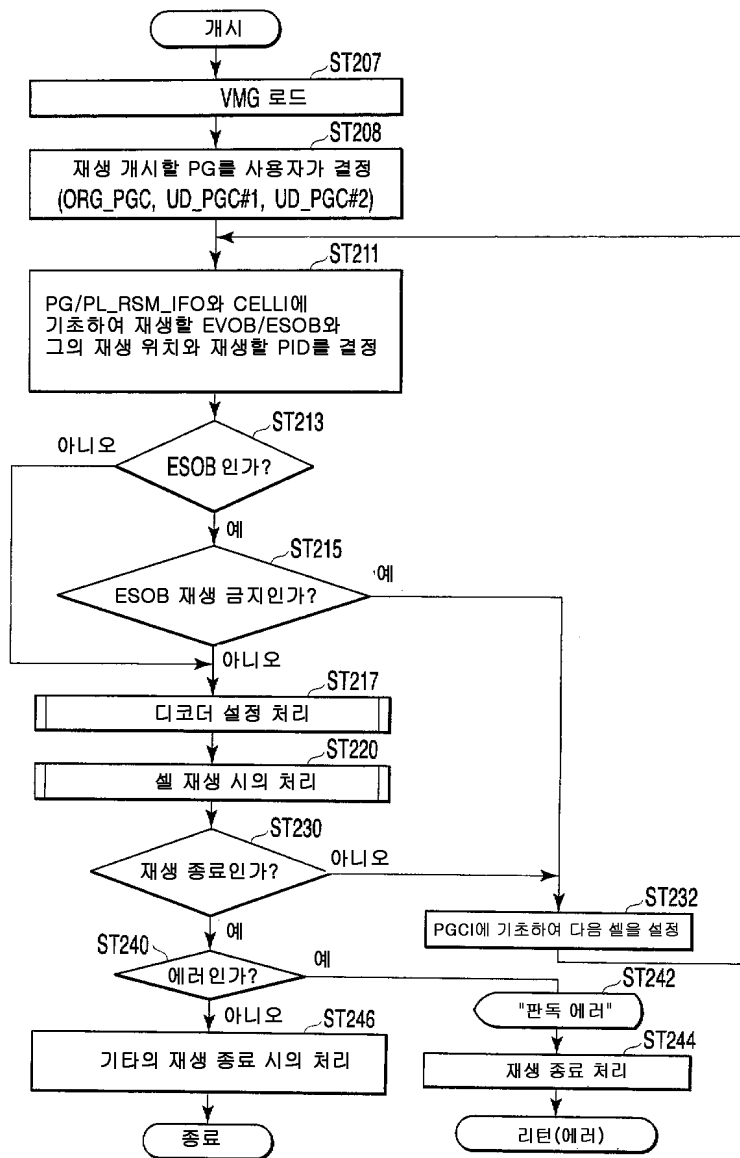 개시
ST207
VMG 로드
ST208
재생 개시할 PG를 사용자가 결정
(ORG_PGC, UD_PGC#1, UD_PGC#2)
ST211
PG/PL_RSM_IFO와 CELLI에
기초하여 재생할 EVOB/ESOB와
그의 재생 위치와 재생할 PID를 결정
ST213
아니오
ESOB 인가?
예
ST215
예
ESOB 재생 금지인가?
아니오
ST217
디코더 설정 처리
ST220
셀 재생 시의 처리
ST230
재생 종료인가?
아니오
ST232
예
PGCI에 기초하여 다음 셀을 설정
ST240
에러인가?
예
ST242
"판독 에러"
아니오
ST246
기타의 재생 종료 시의 처리
ST244
재생 종료 처리
종료
리턴(에러)